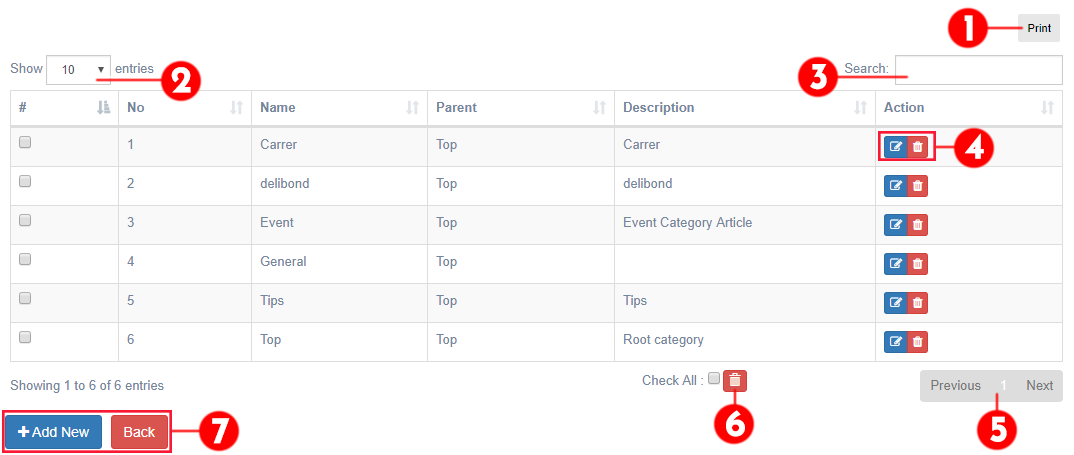 1 Print
Show 10 entries 2 3 Search:
# No Name Parent Description Action
1 Carrer Top Carrer 4
2 delibond Top delibond
3 Event Top Event Category Article
4 General Top
5 Tips Top Tips
6 Top Top Root category
Showing 1 to 6 of 6 entries Check All : Previous 1 Next
6 5
+Add New Back 7